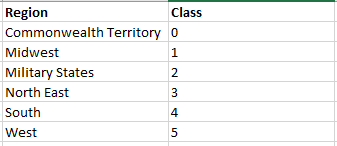 Region Class
Commonwealth Territory 0
Midwest 1
Military States 2
North East 3
South 4
West 5